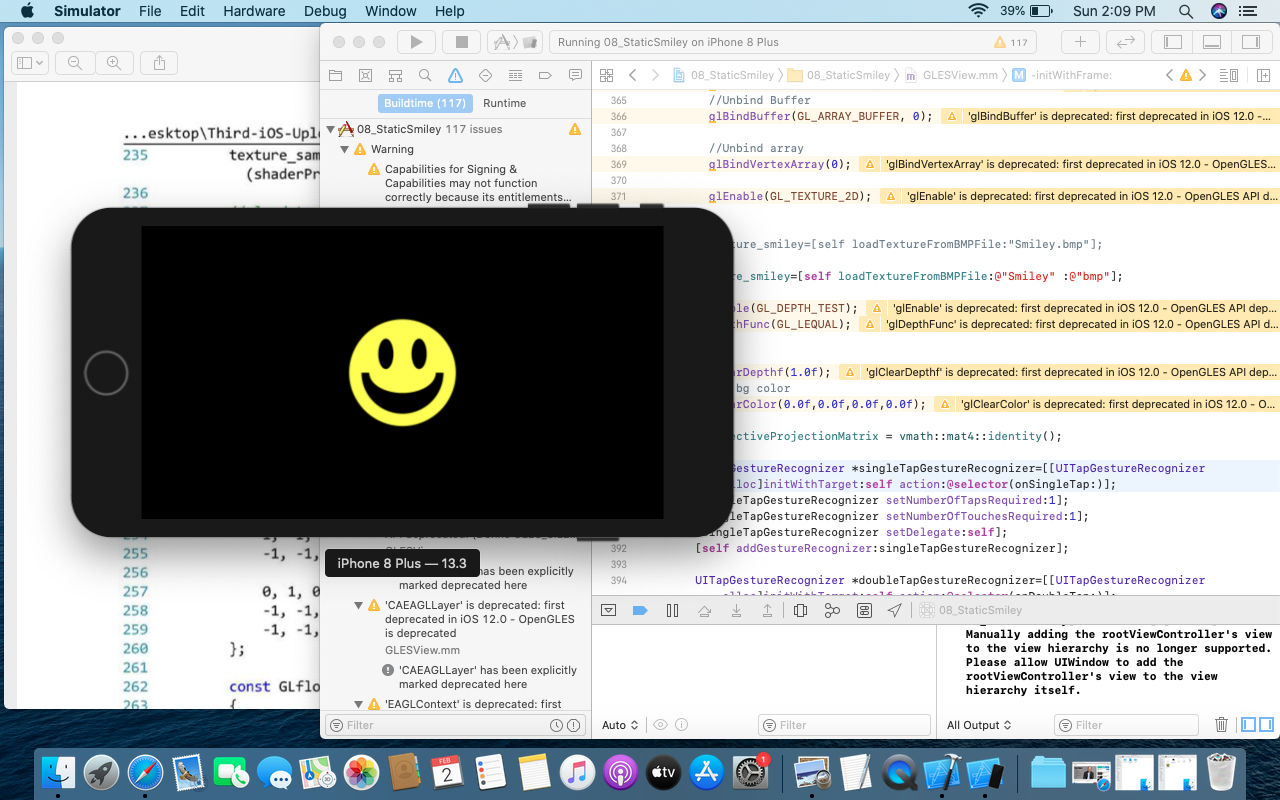 Simulator File Edit Hardware Debug Window Help 39% Sun 2:09 PM
...esktop\Third-iOS-Uplo
235 texture_sam
(shaderPr
236
254
-1, -1,
255 -1, -1,
256
257 0, 1, 0
258 -1, -1,
259 -1, -1,
260 };
261
262 const GLflo
263 {
Running 08_StaticSmiley on iPhone 8 Plus 117
Buildtime (117) Runtime
08_StaticSmiley 117 issues
Warning
Capabilities for Signing &
Capabilities may not function
correctly because its entitlements...
iPhone 8 Plus — 13.3
GLESView.mm
has been explicitly
marked deprecated here
'CAEAGLLayer' is deprecated: first
deprecated in iOS 12.0 - OpenGLES
is deprecated
GLESView.mm
'CAEAGLLayer' has been explicitly
marked deprecated here
'EAGLContext' is deprecated: first
Filter
08_StaticSmiley 08_StaticSmiley GLESView.mm M -initWithFrame:
365 //Unbind Buffer
366 glBindBuffer(GL_ARRAY_BUFFER, 0); 'glBindBuffer' is deprecated: first deprecated in iOS 12.0 -...
367
368 //Unbind array
369 glBindVertexArray(0); 'glBindVertexArray' is deprecated: first deprecated in iOS 12.0 - OpenGLES...
370
371 glEnable(GL_TEXTURE_2D); 'glEnable' is deprecated: first deprecated in iOS 12.0 - OpenGLES API d...
ure_smiley=[self loadTextureFromBMPFile:"Smiley.bmp"];
re_smiley=[self loadTextureFromBMPFile:@"Smiley" :@"bmp"];
ble(GL_DEPTH_TEST); 'glEnable' is deprecated: first deprecated in iOS 12.0 - OpenGLES API dep...
thFunc(GL_LEQUAL); 'glDepthFunc' is deprecated: first deprecated in iOS 12.0 - OpenGLES API d...
arDepthf(1.0f); 'glClearDepthf' is deprecated: first deprecated in iOS 12.0 - OpenGLES API dep...
bg color
arColor(0.0f,0.0f,0.0f,0.0f); 'glClearColor' is deprecated: first deprecated in iOS 12.0 - O...
ectiveProjectionMatrix = vmath::mat4::identity();
GestureRecognizer *singleTapGestureRecognizer=[[UITapGestureRecognizer
lloc]initWithTarget:self action:@selector(onSingleTap:)];
leTapGestureRecognizer setNumberOfTapsRequired:1];
leTapGestureRecognizer setNumberOfTouchesRequired:1];
ingleTapGestureRecognizer setDelegate:self];
392 [self addGestureRecognizer:singleTapGestureRecognizer];
393
394 UITapGestureRecognizer *doubleTapGestureRecognizer=[[UITapGestureRecognizer
08_StaticSmiley
Manually adding the rootViewController's view
to the view hierarchy is no longer supported.
Please allow UIWindow to add the
rootViewController's view to the view
hierarchy itself.
Auto Filter All Output Filter
FEB
2
tv
1